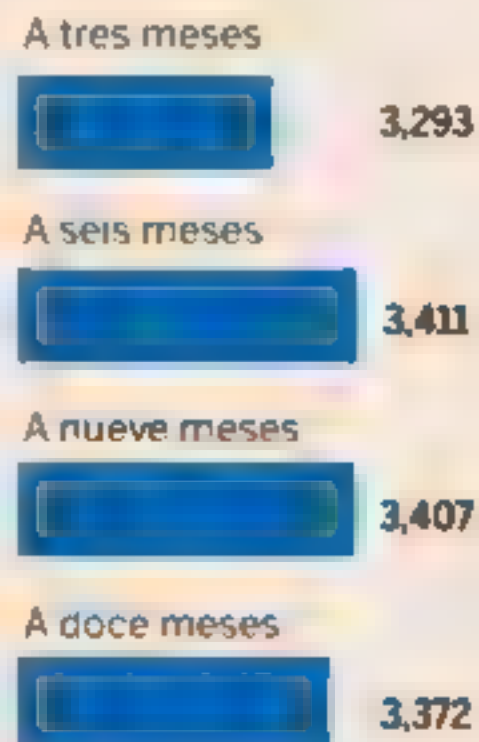 A tres meses
3,293
A seis meses
3,411
A nueve meses
3,407
A doce meses
3,372